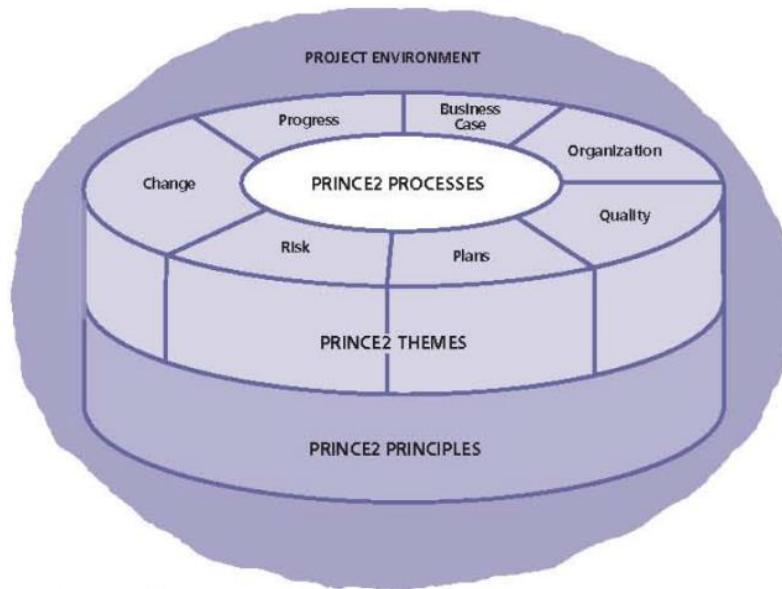 PROJECT ENVIRONMENT
Progress
Business
Case
Organization
Change
PRINCE2 PROCESSES
Quality
Risk
Plans
PRINCE2 THEMES
PRINCE2 PRINCIPLES